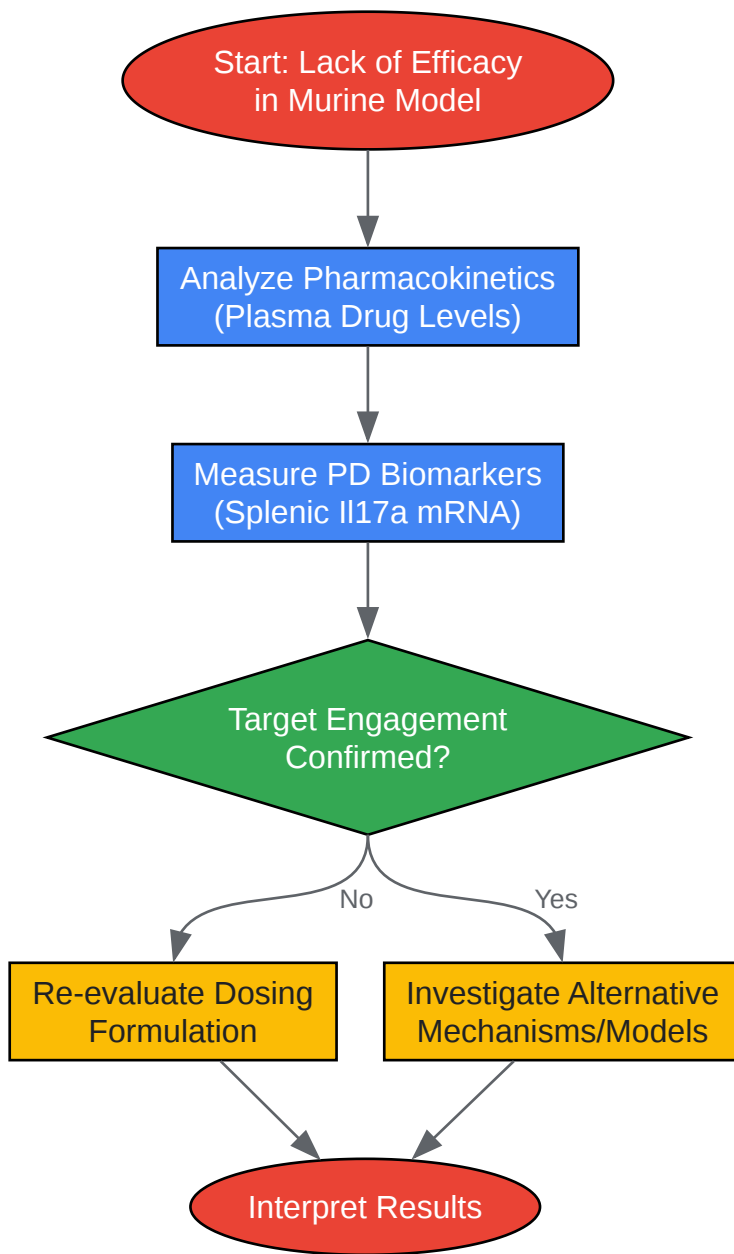 Start: Lack of Efficacy
in Murine Model
Analyze Pharmacokinetics
(Plasma Drug Levels)
Measure PD Biomarkers
(Splenic Il17a mRNA)
Target Engagement
Confirmed?
No
Yes
Re-evaluate Dosing
Formulation
Investigate Alternative
Mechanisms/Models
Interpret Results